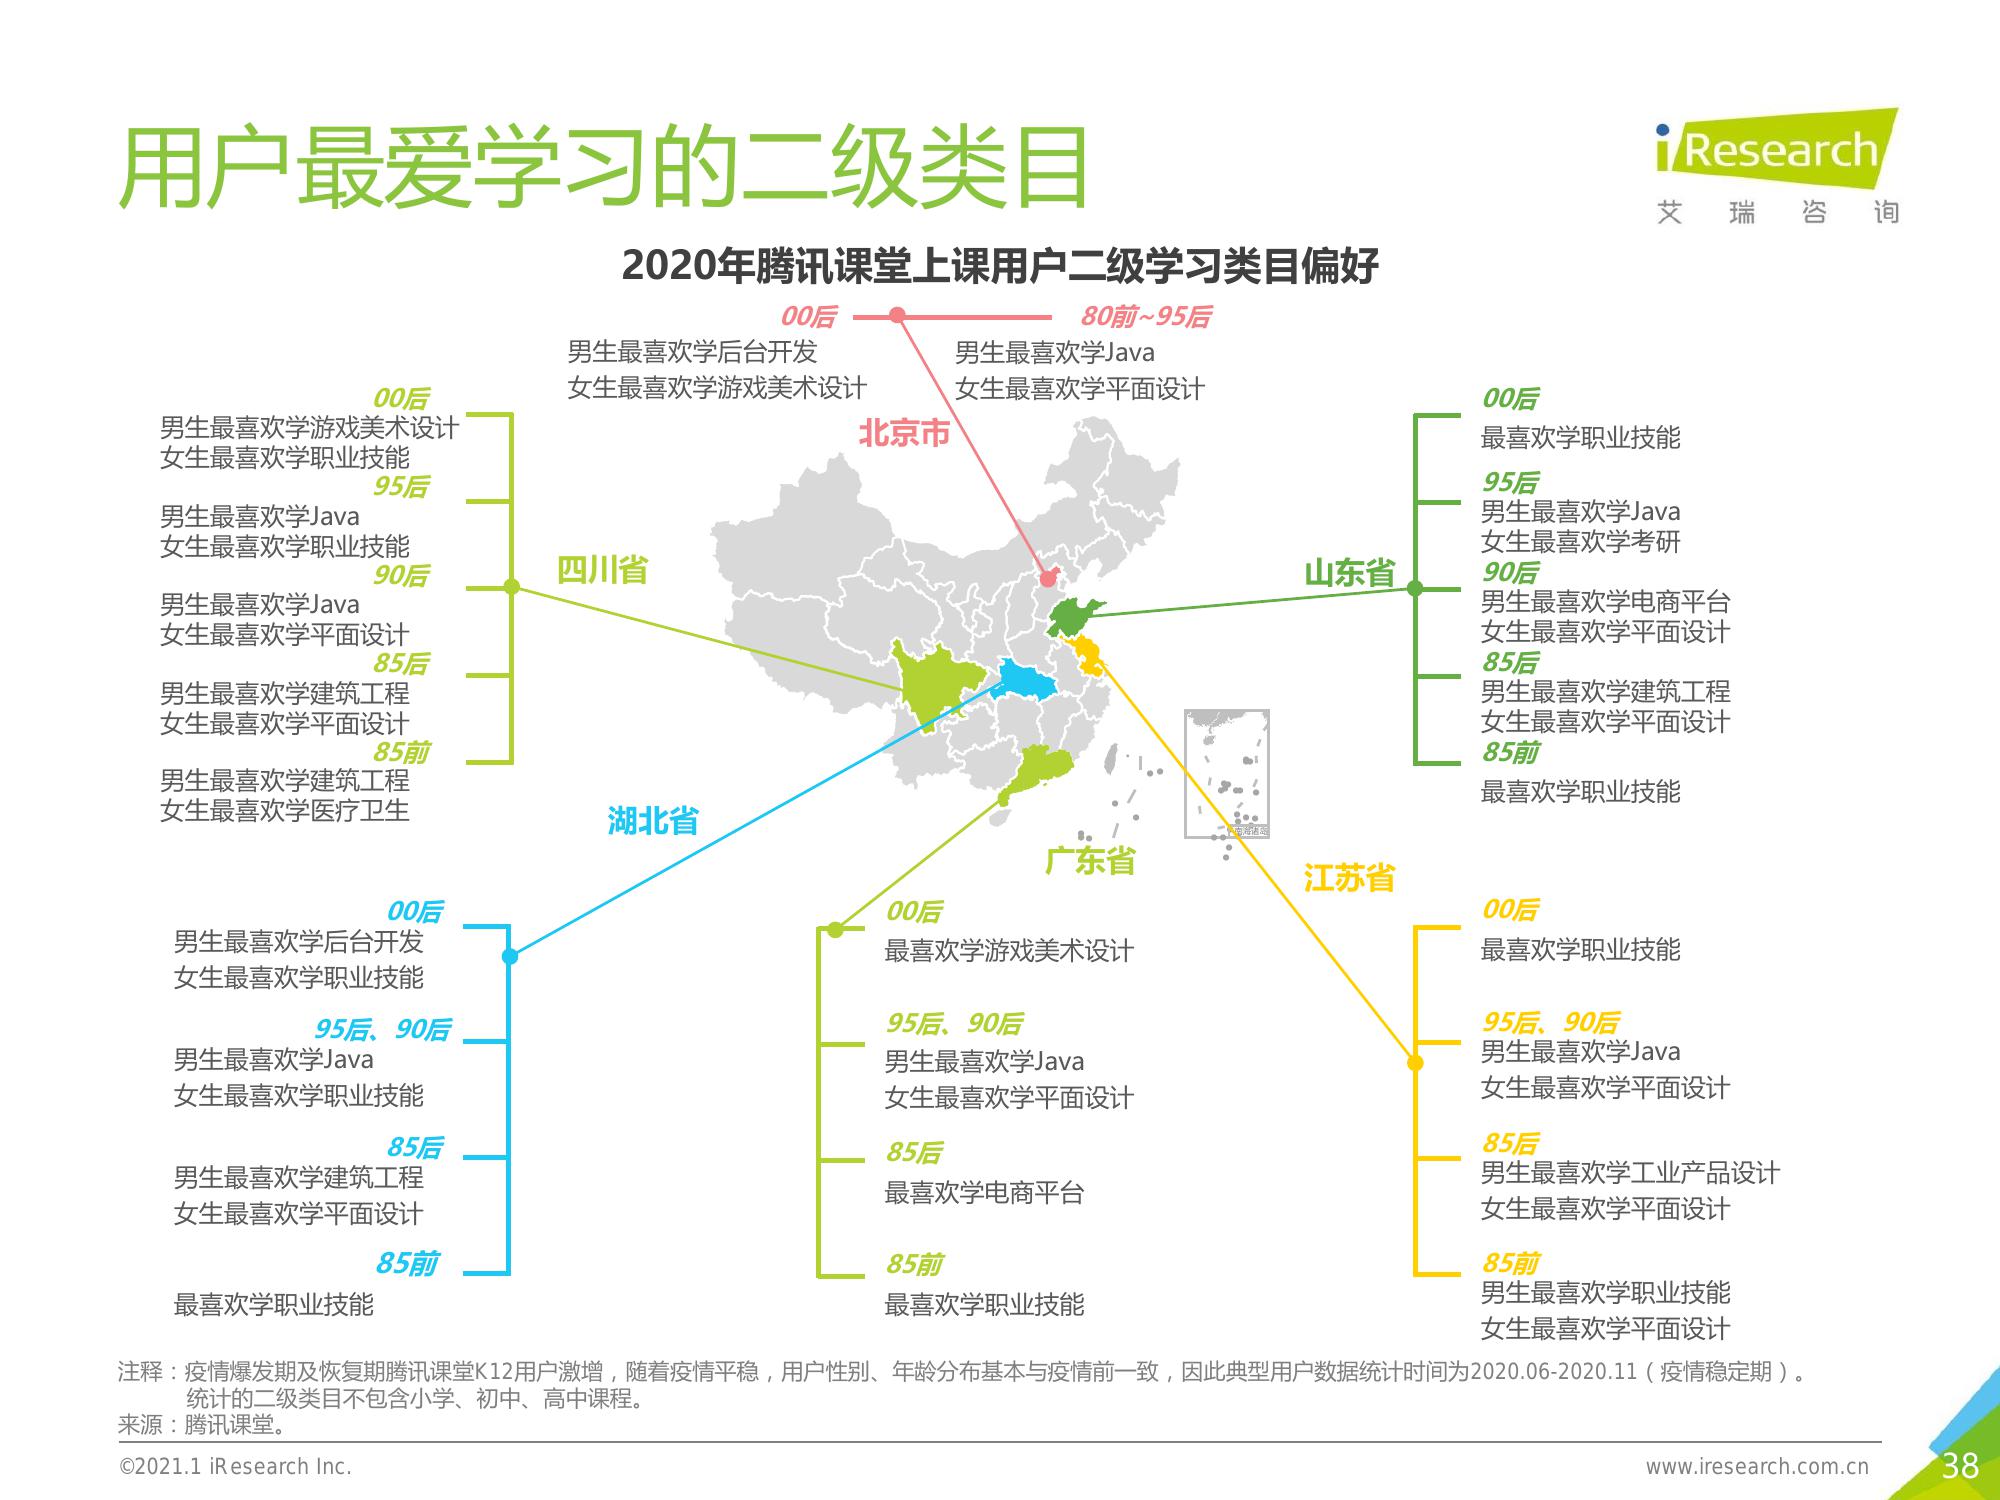 用户最爱学习的二级类目
iResearch
艾瑞咨询
2020年腾讯课堂上课用户二级学习类目偏好
00后
男生最喜欢学后台开发
女生最喜欢学游戏美术设计
80前~95后
男生最喜欢学Java
女生最喜欢学平面设计
北京市
00后
男生最喜欢学游戏美术设计
女生最喜欢学职业技能
95后
男生最喜欢学Java
女生最喜欢学职业技能
90后
男生最喜欢学Java
女生最喜欢学平面设计
85后
男生最喜欢学建筑工程
女生最喜欢学平面设计
85前
男生最喜欢学建筑工程
女生最喜欢学医疗卫生
四川省
00后
最喜欢学职业技能
95后
男生最喜欢学Java
女生最喜欢学考研
90后
男生最喜欢学电商平台
女生最喜欢学平面设计
85后
男生最喜欢学建筑工程
女生最喜欢学平面设计
85前
最喜欢学职业技能
山东省
南海诸岛
湖北省
00后
男生最喜欢学后台开发
女生最喜欢学职业技能
95后、90后
男生最喜欢学Java
女生最喜欢学职业技能
85后
男生最喜欢学建筑工程
女生最喜欢学平面设计
85前
最喜欢学职业技能
广东省
00后
最喜欢学游戏美术设计
95后、90后
男生最喜欢学Java
女生最喜欢学平面设计
85后
最喜欢学电商平台
85前
最喜欢学职业技能
江苏省
00后
最喜欢学职业技能
95后、90后
男生最喜欢学Java
女生最喜欢学平面设计
85后
男生最喜欢学工业产品设计
女生最喜欢学平面设计
85前
男生最喜欢学职业技能
女生最喜欢学平面设计
注释：疫情爆发期及恢复期腾讯课堂K12用户激增，随着疫情平稳，用户性别、年龄分布基本与疫情前一致，因此典型用户数据统计时间为2020.06-2020.11（疫情稳定期）。
统计的二级类目不包含小学、初中、高中课程。
来源：腾讯课堂。
©2021.1 iResearch Inc.
www.iresearch.com.cn
38